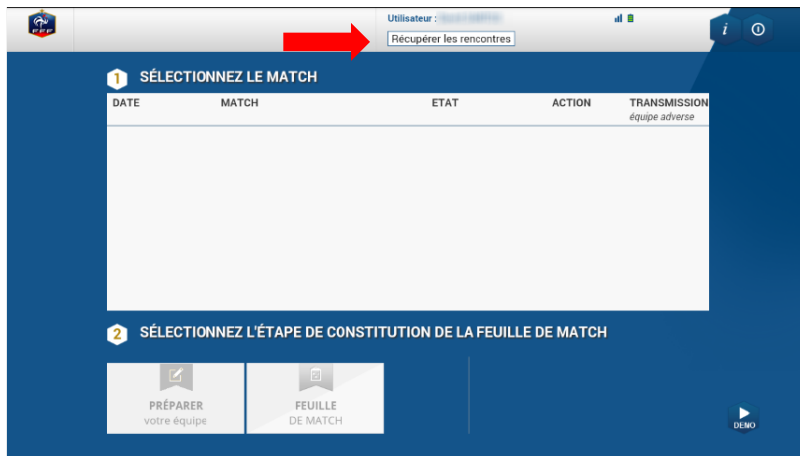 FFF
Utilisateur :
Récupérer les rencontres
i
1 SÉLECTIONNEZ LE MATCH
DATE MATCH ETAT ACTION TRANSMISSION
équipe adverse
2 SÉLECTIONNEZ L'ÉTAPE DE CONSTITUTION DE LA FEUILLE DE MATCH
PRÉPARER
votre équipe
FEUILLE
DE MATCH
DEMO